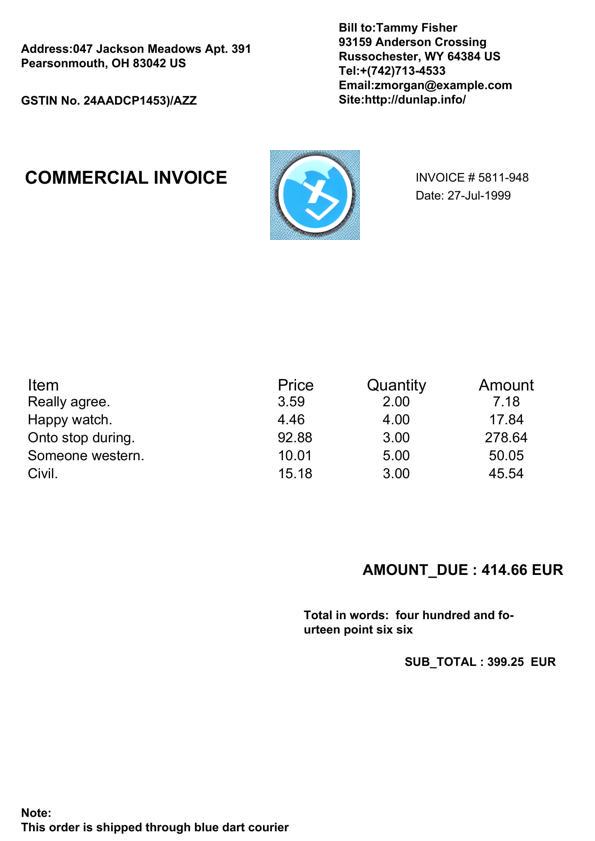 Address:047 Jackson Meadows Apt. 391
Pearsonmouth, OH 83042 US
GSTIN No. 24AADCP1453)/AZZ
Bill to:Tammy Fisher
93159 Anderson Crossing
Russochester, WY 64384 US
Tel:+(742)713-4533
Email:zmorgan@example.com
Site:http://dunlap.info/
COMMERCIAL INVOICE
INVOICE # 5811-948
Date: 27-Jul-1999
Item Price Quantity Amount
Really agree. 3.59 2.00 7.18
Happy watch. 4.46 4.00 17.84
Onto stop during. 92.88 3.00 278.64
Someone western. 10.01 5.00 50.05
Civil. 15.18 3.00 45.54
AMOUNT_DUE : 414.66 EUR
Total in words: four hundred and fo-
urteen point six six
SUB_TOTAL : 399.25 EUR
Note:
This order is shipped through blue dart courier